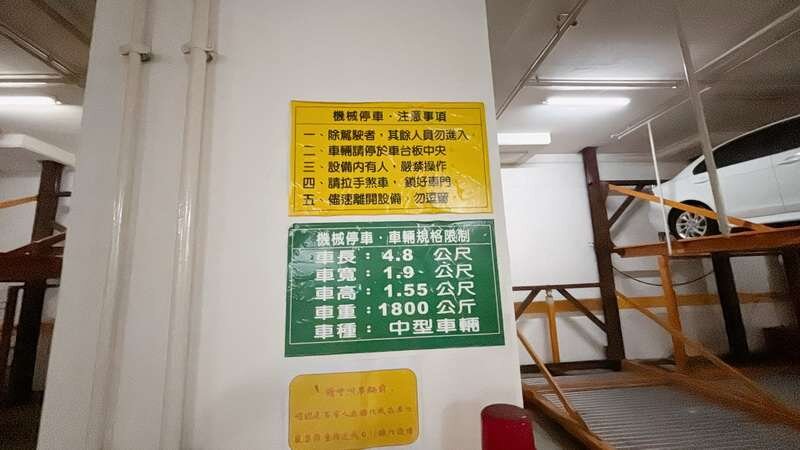 機械停車．注意事項
一、除駕駛者，其餘人員勿進入
二、車輛請停於車台板中央
三、設備內有人，嚴禁操作
四、請拉手煞車，鎖好車門
五、儘速離開設備，勿逗留
機械停車．車輛規格限制
車長：4.8 公尺
車寬：1.9 公尺
車高：1.55 公尺
車重：1800 公斤
車種：中型車輛